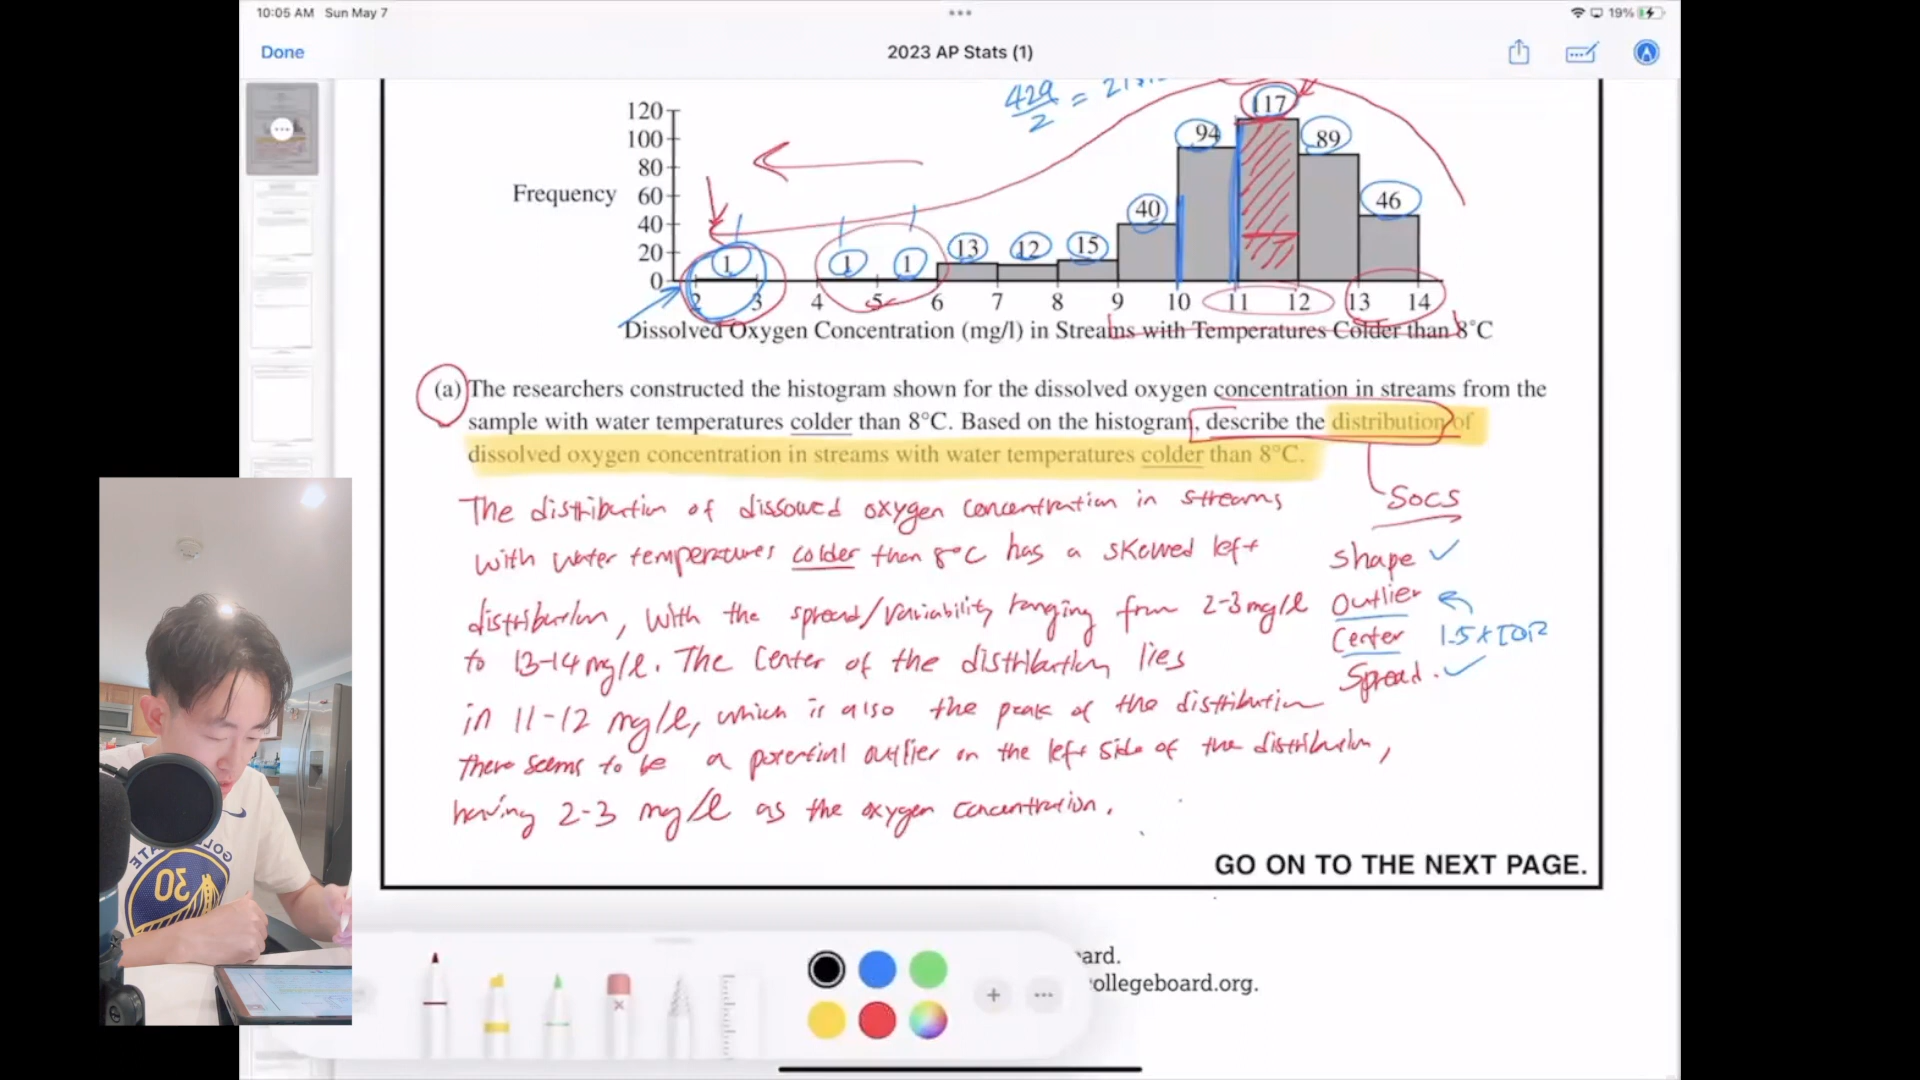 10:05 AM Sun May 7
19%
Done
2023 AP Stats (1)
429/2 =
120
100
80
60
40
20
0
Frequency
1
1
1
13
12
15
40
94
117
89
46
2 3 4 5 6 7 8 9 10 11 12 13 14
Dissolved Oxygen Concentration (mg/l) in Streams with Temperatures Colder than 8˚C
(a) The researchers constructed the histogram shown for the dissolved oxygen concentration in streams from the
sample with water temperatures colder than 8°C. Based on the histogram, describe the distribution of
dissolved oxygen concentration in streams with water temperatures colder than 8°C.
The distribution of dissowed oxygen concentration in streams
with water temperatures colder than 8°C has a skewed left
distribution, with the spread/variability ranging from 2-3 mg/l
to 13-14 mg/l. The Center of the distribution lies
in 11-12 mg/l, which is also the peak of the distribution
there seems to be a potential outlier on the left side of the distribution,
having 2-3 mg/l as the oxygen concentration.
SOCS
Shape
Outlier
Center 1.5 x IQR
Spread.
GO ON TO THE NEXT PAGE.
ard.
ollegeboard.org.
30